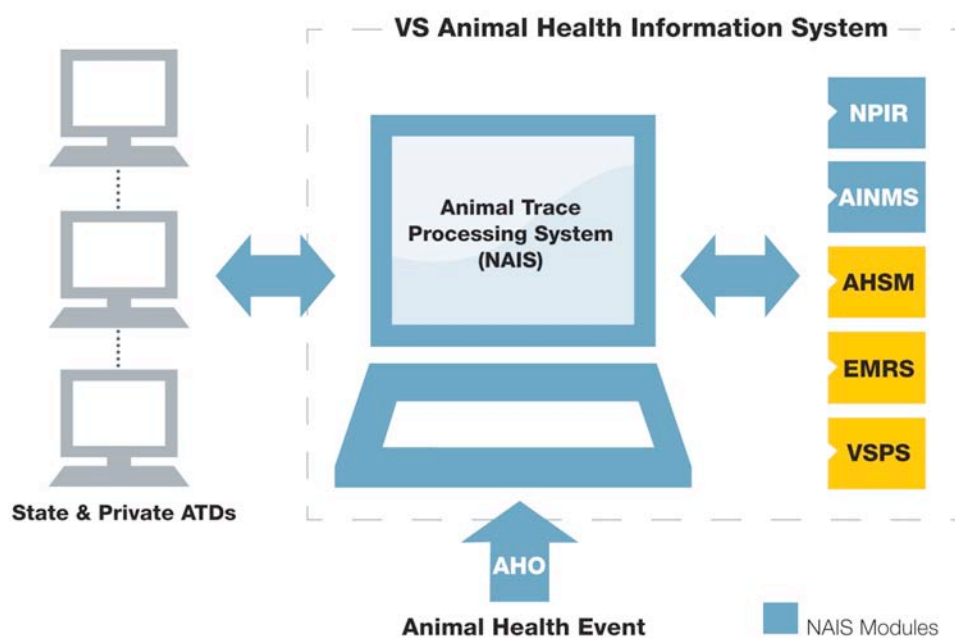 VS Animal Health Information System
NPIR
AINMS
AHSM
EMRS
VSPS
Animal Trace
Processing System
(NAIS)
State & Private ATDs
AHO
Animal Health Event
NAIS Modules